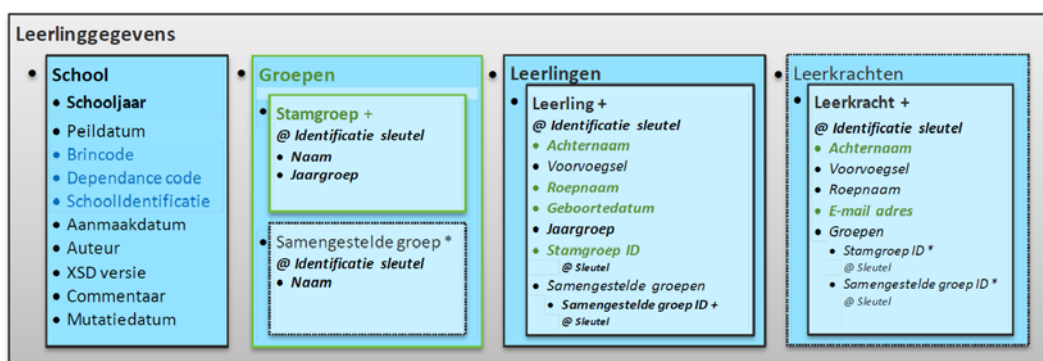 Leerlinggegevens
• School
• Schooljaar
• Peildatum
• Brincode
• Dependance code
• SchoolIdentificatie
• Aanmaakdatum
• Auteur
• XSD versie
• Commentaar
• Mutatiedatum
• Groepen
• Stamgroep +
@ Identificatie sleutel
• Naam
• Jaargroep
• Samengestelde groep *
@ Identificatie sleutel
• Naam
• Leerlingen
• Leerling +
@ Identificatie sleutel
• Achternaam
• Voorvoegsel
• Roepnaam
• Geboortedatum
• Jaargroep
• Stamgroep ID
@ Sleutel
• Samengestelde groepen
• Samengestelde groep ID +
@ Sleutel
• Leerkrachten
• Leerkracht +
@ Identificatie sleutel
• Achternaam
• Voorvoegsel
• Roepnaam
• E-mail adres
• Groepen
• Stamgroep ID *
@ Sleutel
• Samengestelde groep ID *
@ Sleutel